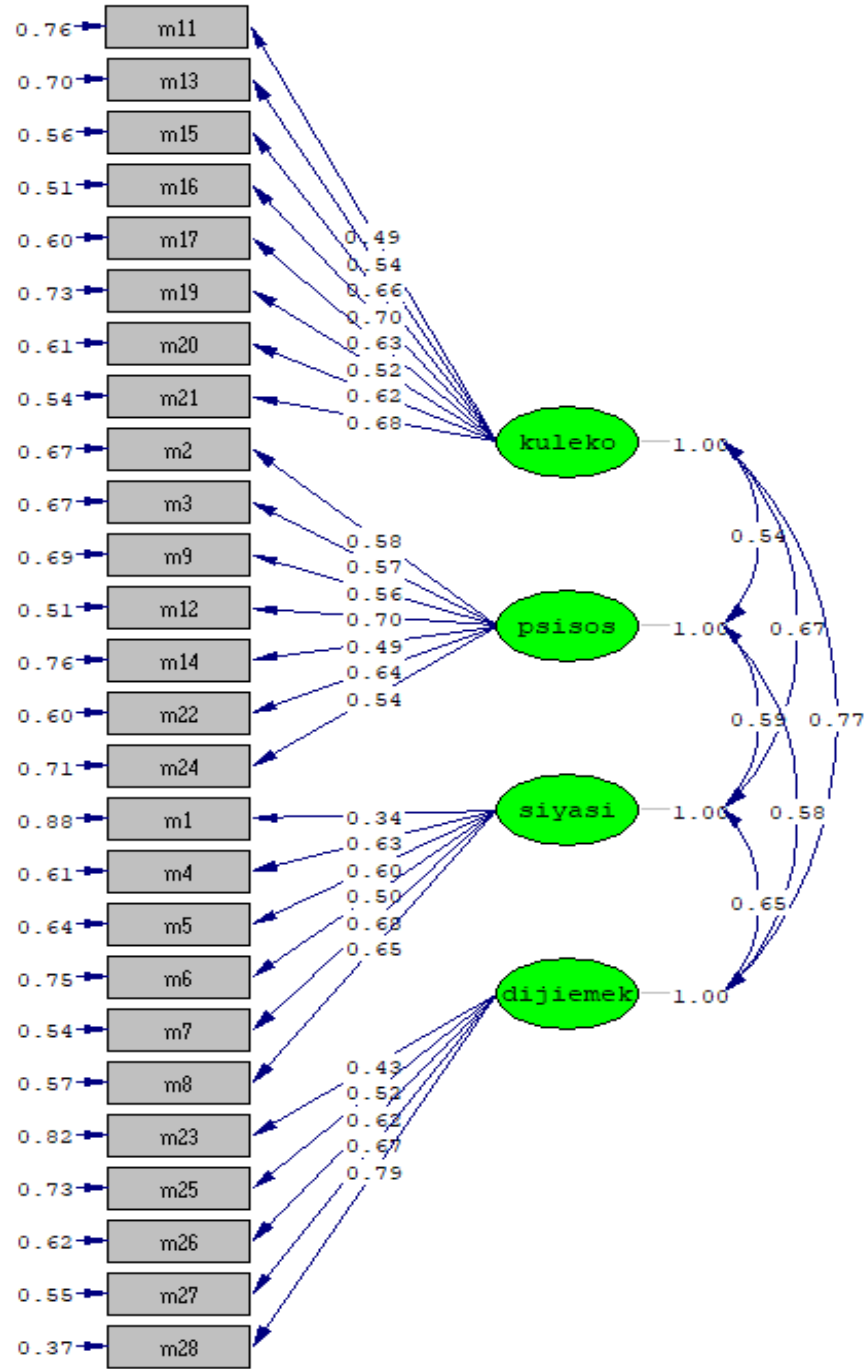 0.76 m11
0.70 m13
0.56 m15
0.51 m16
0.60 m17 0.49
0.54
0.73 m19 0.66
0.70
0.61 m20 0.63
0.52
0.54 m21 0.62
0.68
0.67 m2 kuleko 1.00
0.67 m3
0.58 0.54
0.69 m9 0.57
0.56
0.51 m12 0.70 psisos 1.00 0.67
0.76 m14 0.49
0.64
0.60 m22 0.54 0.59 0.77
0.71 m24
0.88 m1 0.34 siyasi 1.00 0.58
0.63
0.61 m4 0.60
0.50 0.65
0.64 m5 0.68
0.65
0.75 m6 dijiemek 1.00
0.54 m7
0.57 m8 0.43
0.52
0.82 m23 0.62
0.67
0.73 m25 0.79
0.62 m26
0.55 m27
0.37 m28